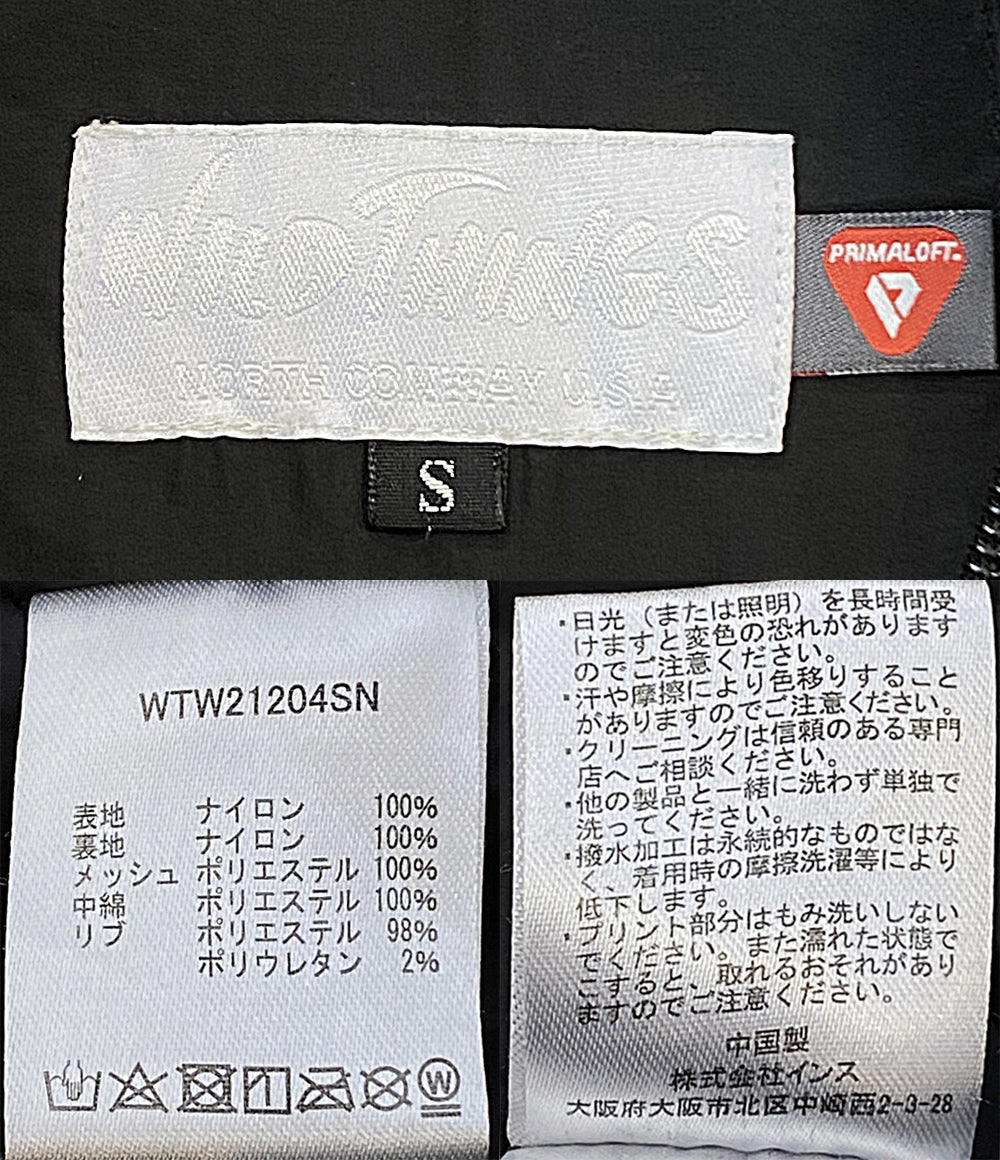 WILD THINGS
NORTH CONWAY U.S.A
PRIMALOFT
S
WTW21204SN
表地 ナイロン 100%
裏地 ナイロン 100%
メッシュ ポリエステル 100%
中綿 ポリエステル 100%
リブ ポリエステル 98%
ポリウレタン 2%
W
・日光(または照明)を長時間受
けますと変色の恐れがあります
のでご注意ください。
・汗や摩擦により色移りすること
がありますのでご注意ください。
・クリーニングは信頼のある専門
店へご相談ください。
・他の製品と一緒に洗わず単独で
洗ってください。
・撥水加工は永続的なものではな
く、着用時の摩擦洗濯等により
低下します。
・プリント部分はもみ洗いしない
でください。また濡れた状態で
こすると、取れるおそれがあり
ますのでご注意ください。
中国製
株式会社インス
大阪府大阪市北区中崎西2-3-28